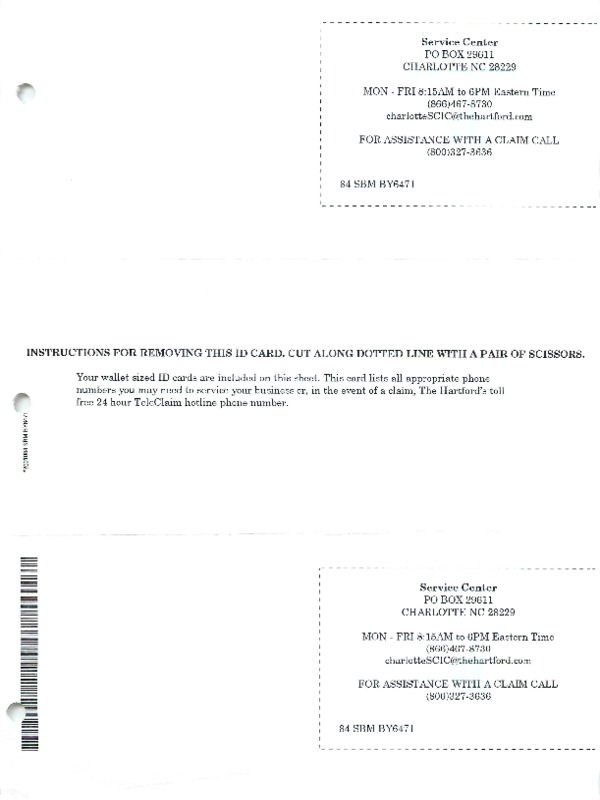 Service Center
PO BOX 29611
CHARLOTTE NC 28229
MON - FRI 8:15AM to 6PM Eastern Time
(866)467-8730
charlotteSCIC@thehartford.com
FOR ASSISTANCE WITH A CLAIM CALL
(800)327-3636
84 SBM BY6471
INSTRUCTIONS FOR REMOVING THIS ID CARD. CUT ALONG DOTTED LINE WITH A PAIR OF SCISSORS.
Your wallet sized ID cards are included on this sheet. This card lists all appropriate phone
numbers you may need to service your business or, in the event of a claim, The Hartford's toll
free 24 hour TeleClaim hotline phone number.
Service Center
PO BOX 29611
CHARLOTTE NC 28229
MON - FRI 8:15AM to 6PM Eastern Time
(866)467-8730
charlotteSCIC@thehartford.com
FOR ASSISTANCE WITH A CLAIM CALL
(800)327-3636
84 SBM BY6471